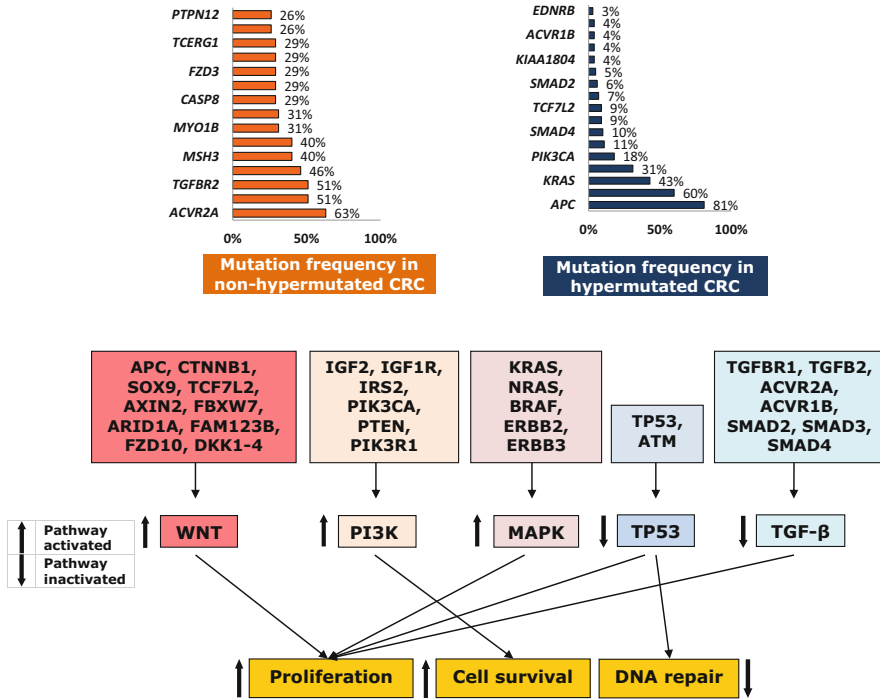 PTPN12 26%
26%
TCERG1 29%
29%
FZD3 29%
29%
CASP8 29%
31%
MYO1B 31%
40%
MSH3 40%
46%
TGFBR2 51%
51%
ACVR2A 63%
0% 50% 100%
Mutation frequency in
non-hypermutated CRC
EDNRB 3%
4%
ACVR1B 4%
4%
KIAA1804 4%
5%
SMAD2 6%
7%
TCF7L2 9%
9%
SMAD4 10%
11%
PIK3CA 18%
31%
KRAS 43%
60%
APC 81%
0% 50% 100%
Mutation frequency in
hypermutated CRC
APC, CTNNB1,
SOX9, TCF7L2,
AXIN2, FBXW7,
ARID1A, FAM123B,
FZD10, DKK1-4
IGF2, IGF1R,
IRS2,
PIK3CA,
PTEN,
PIK3R1
KRAS,
NRAS,
BRAF,
ERBB2,
ERBB3
TP53,
ATM
TGFBR1, TGFB2,
ACVR2A,
ACVR1B,
SMAD2, SMAD3,
SMAD4
Pathway
activated
Pathway
inactivated
WNT
PI3K
MAPK
TP53
TGF-β
Proliferation
Cell survival
DNA repair